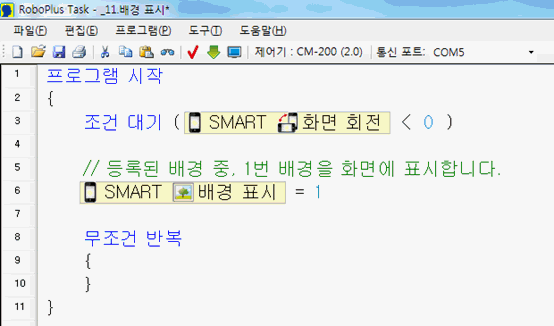 RoboPlus Task - _11.배경 표시*
파일(F) 편집(E) 프로그램(P) 도구(T) 도움말(H)
제어기 : CM-200 (2.0) 통신 포트: COM5
1 프로그램 시작
2 {
3 조건 대기 ( SMART 화면 회전 < 0 )
4
5 // 등록된 배경 중, 1번 배경을 화면에 표시합니다.
6 SMART 배경 표시 = 1
7
8 무조건 반복
9 {
10 }
11 }